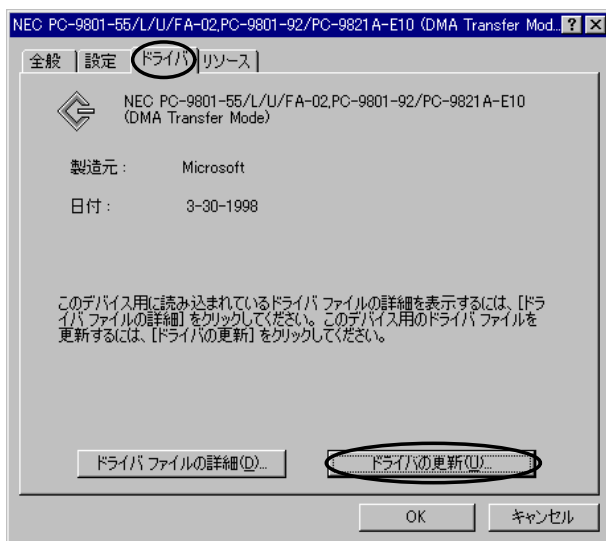 NEC PC-9801-55/L/U/FA-02,PC-9801-92/PC-9821A-E10 (DMA Transfer Mod...
全般
設定
ドライバ
リソース
NEC PC-9801-55/L/U/FA-02,PC-9801-92/PC-9821A-E10
(DMA Transfer Mode)
製造元： Microsoft
日付： 3-30-1998
このデバイス用に読み込まれているドライバ ファイルの詳細を表示するには、[ドラ
イバ ファイルの詳細] をクリックしてください。このデバイス用のドライバ ファイルを
更新するには、[ドライバの更新] をクリックしてください。
ドライバ ファイルの詳細(D)...
ドライバの更新(U)...
OK
キャンセル